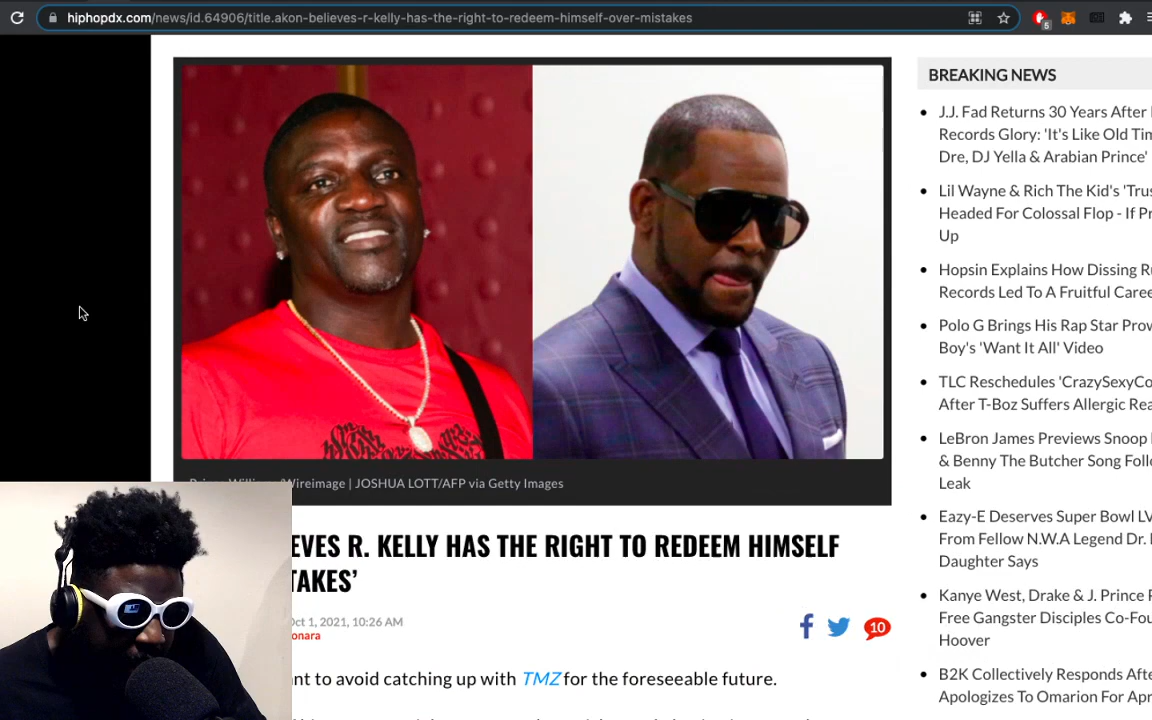 hiphopdx.com/news/id.64906/title.akon-believes-r-kelly-has-the-right-to-redeem-himself-over-mistakes
5
BREAKING NEWS
J.J. Fad Returns 30 Years After
Records Glory: 'It's Like Old Tim
Dre, DJ Yella & Arabian Prince'
Lil Wayne & Rich The Kid's 'Trus
Headed For Colossal Flop - If Pr
Up
Hopsin Explains How Dissing Ru
Records Led To A Fruitful Caree
Polo G Brings His Rap Star Prow
Boy's 'Want It All' Video
TLC Reschedules 'CrazySexyCo
After T-Boz Suffers Allergic Rea
LeBron James Previews Snoop
& Benny The Butcher Song Follo
Leak
Eazy-E Deserves Super Bowl LV
From Fellow N.W.A Legend Dr.
Daughter Says
Kanye West, Drake & J. Prince P
Free Gangster Disciples Co-Fou
Hoover
B2K Collectively Responds Afte
Apologizes To Omarion For Apr
Wireimage | JOSHUA LOTT/AFP via Getty Images
EVES R. KELLY HAS THE RIGHT TO REDEEM HIMSELF
TAKES'
Oct 1, 2021, 10:26 AM
onara
10
nt to avoid catching up with TMZ for the foreseeable future.